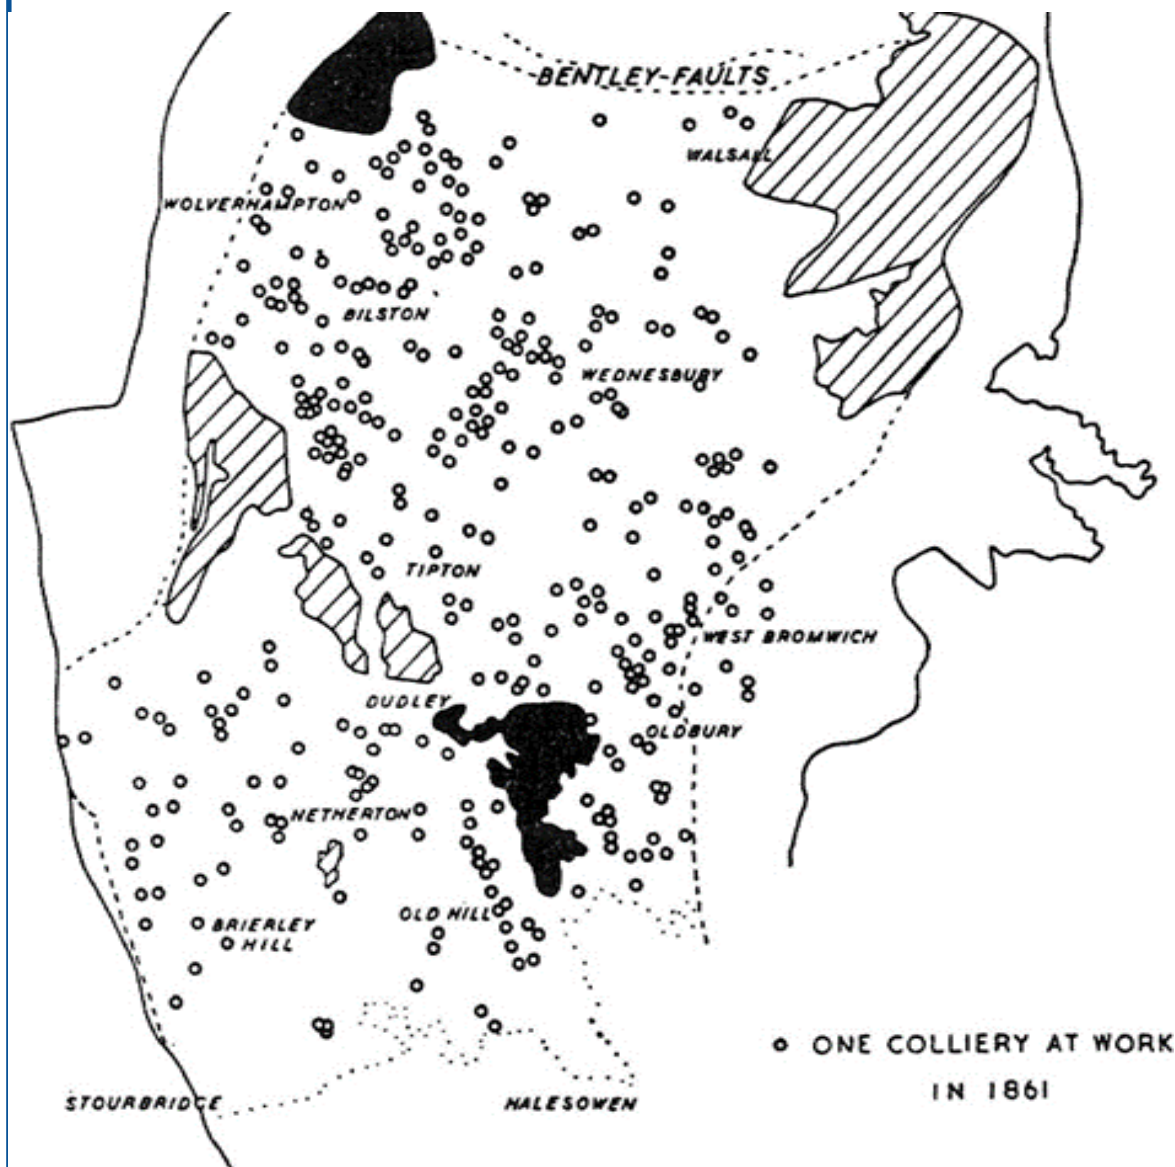 BENTLEY-FAULTS
WALSALL
WOLVERHAMPTON
BILSTON
WEDNESBURY
TIPTON
WEST BROMWICH
DUDLEY
OLDBURY
NETHERTON
OLD HILL
BRIERLEY
HILL
ONE COLLIERY AT WORK
IN 1861
STOURBRIDGE
HALESOWEN